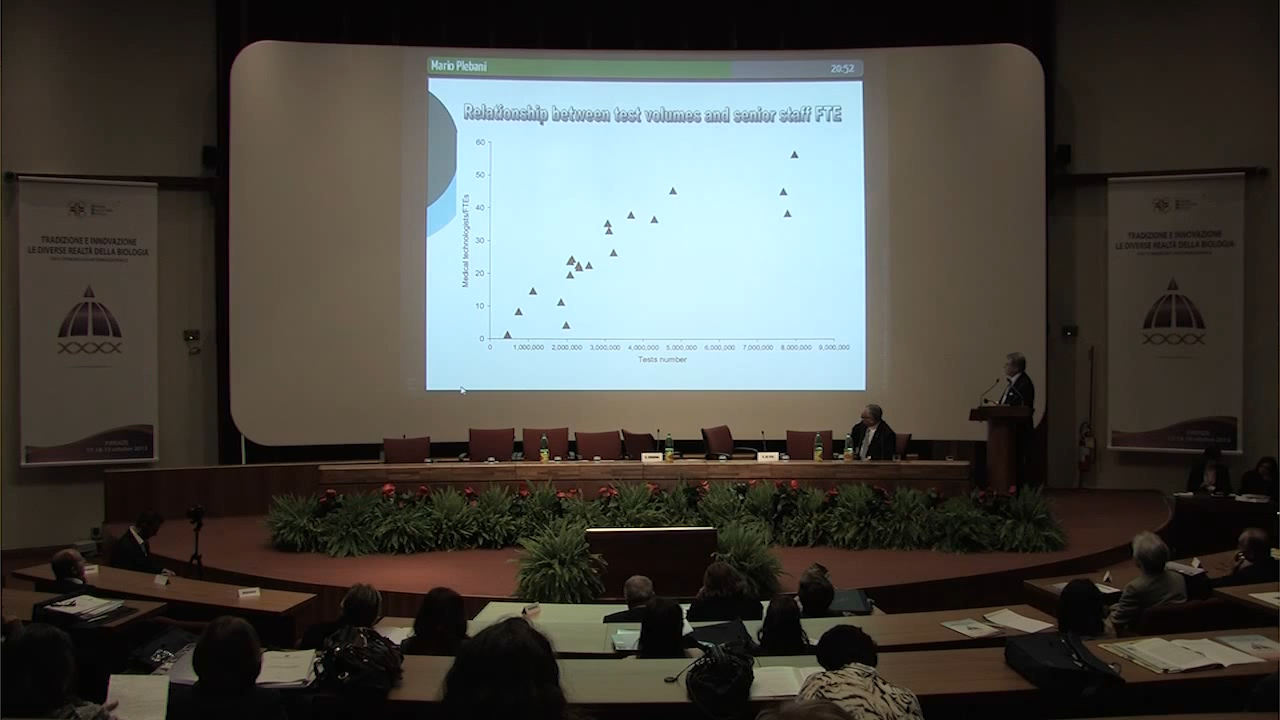 Mario Plebani
20:52
Relationship between test volumes and senior staff FTE
60
50
40
30
20
10
0
Medical technologists/FTEs
0
1,000,000
2,000,000
3,000,000
4,000,000
5,000,000
6,000,000
7,000,000
8,000,000
9,000,000
Tests number
TRADIZIONE E INNOVAZIONE
LE DIVERSE REALTÀ DELLA BIOLOGIA
FIRENZE
TRADIZIONE E INNOVAZIONE
LE DIVERSE REALTÀ DELLA BIOLOGIA